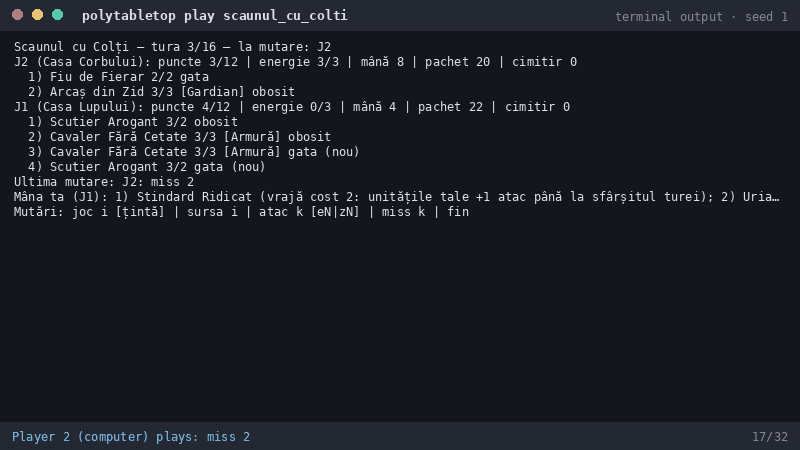 polytabletop play scaunul_cu_colti
terminal output · seed 1
Scaunul cu Colți — tura 3/16 — la mutare: J2
J2 (Casa Corbului): puncte 3/12 | energie 3/3 | mână 8 | pachet 20 | cimitir 0
1) Fiu de Fierar 2/2 gata
2) Arcaș din Zid 3/3 [Gardian] obosit
J1 (Casa Lupului): puncte 4/12 | energie 0/3 | mână 4 | pachet 22 | cimitir 0
1) Scutier Arogant 3/2 obosit
2) Cavaler Fără Cetate 3/3 [Armură] obosit
3) Cavaler Fără Cetate 3/3 [Armură] gata (nou)
4) Scutier Arogant 3/2 gata (nou)
Ultima mutare: J2: miss 2
Mâna ta (J1): 1) Stindard Ridicat (vrajă cost 2: unitățile tale +1 atac până la sfârșitul turei); 2) Uria…
Mutări: joc i [țintă] | sursa i | atac k [eN|zN] | miss k | fin
Player 2 (computer) plays: miss 2
17/32